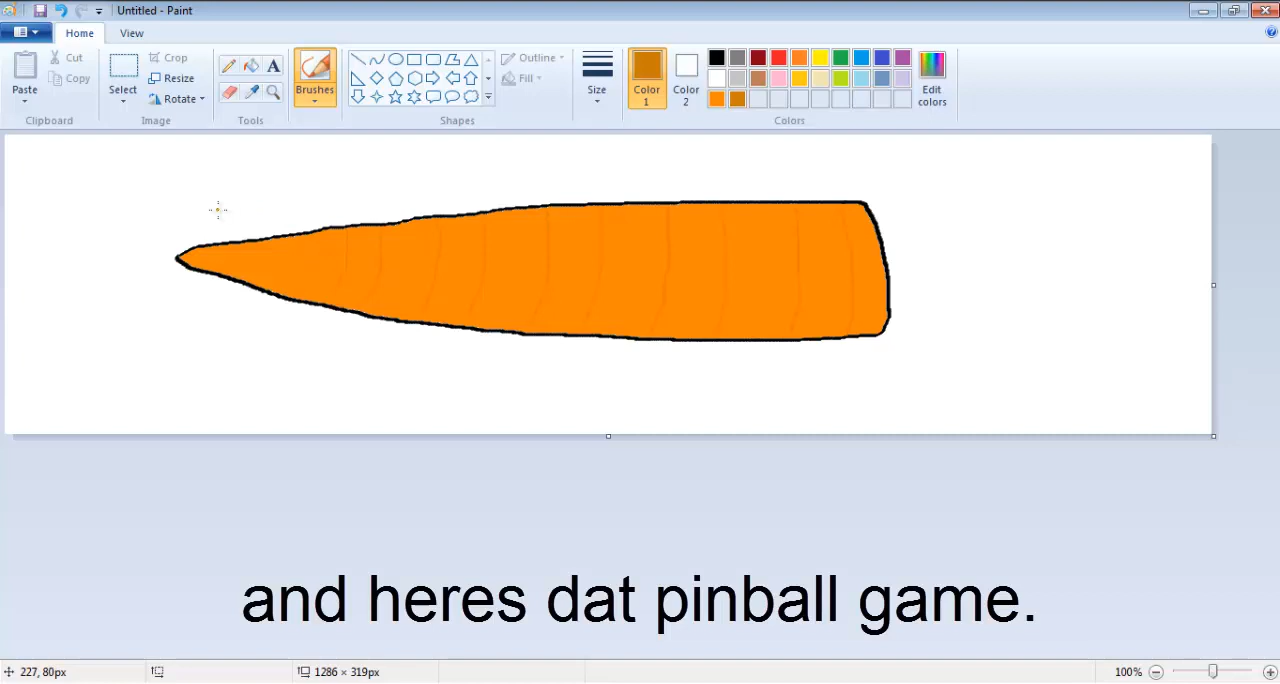 Untitled - Paint
Home
View
Paste
Cut
Copy
Clipboard
Select
Crop
Resize
Rotate
Image
A
Tools
Brushes
Outline
Fill
Shapes
Size
Color 1
Color 2
Edit colors
Colors
and heres dat pinball game.
227, 80px
1286 × 319px
100%